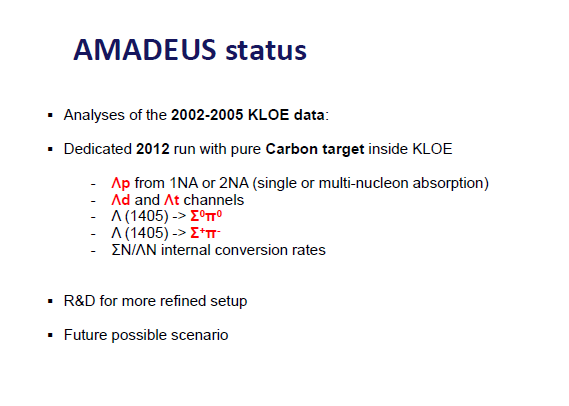 AMADEUS status
▪ Analyses of the 2002-2005 KLOE data:
▪ Dedicated 2012 run with pure Carbon target inside KLOE
- Λp from 1NA or 2NA (single or multi-nucleon absorption)
- Λd and Λt channels
- Λ (1405) -> Σ⁰π⁰
- Λ (1405) -> Σ⁺π⁻
- ΣN/ΛN internal conversion rates
▪ R&D for more refined setup
▪ Future possible scenario